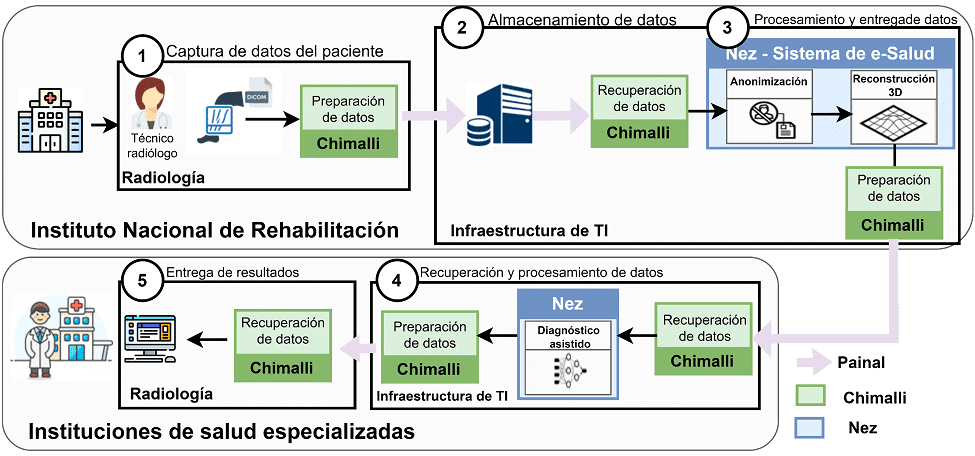 1
Captura de datos del paciente
Técnico
radiólogo
DICOM
Preparación
de datos
Chimalli
Radiología
Instituto Nacional de Rehabilitación
2
Almacenamiento de datos
Recuperación
de datos
Chimalli
3
Procesamiento y entregade datos
Nez - Sistema de e-Salud
Anonimización
Reconstrucción
3D
Preparación
de datos
Chimalli
Infraestructura de TI
5
Entrega de resultados
Recuperación
de datos
Chimalli
Radiología
4
Recuperación y procesamiento de datos
Preparación
de datos
Chimalli
Nez
Diagnóstico
asistido
Recuperación
de datos
Chimalli
Infraestructura de TI
Instituciones de salud especializadas
Painal
Chimalli
Nez